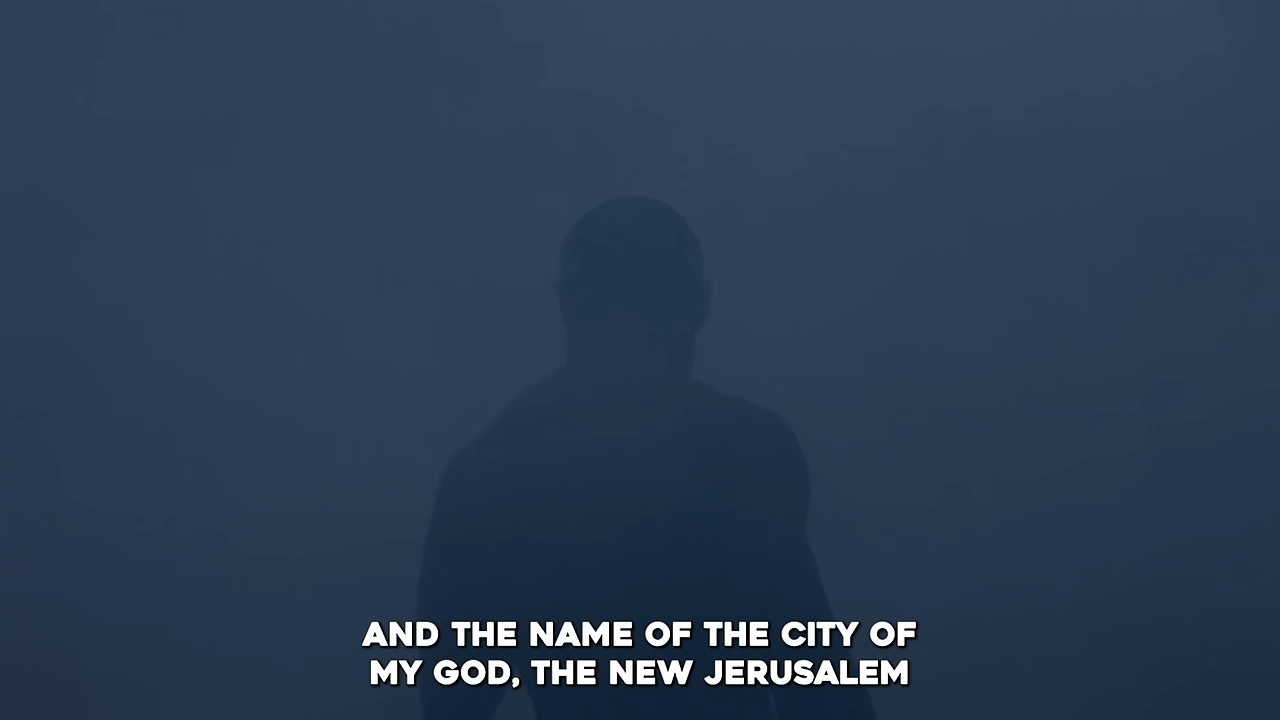 AND THE NAME OF THE CITY OF
MY GOD, THE NEW JERUSALEM